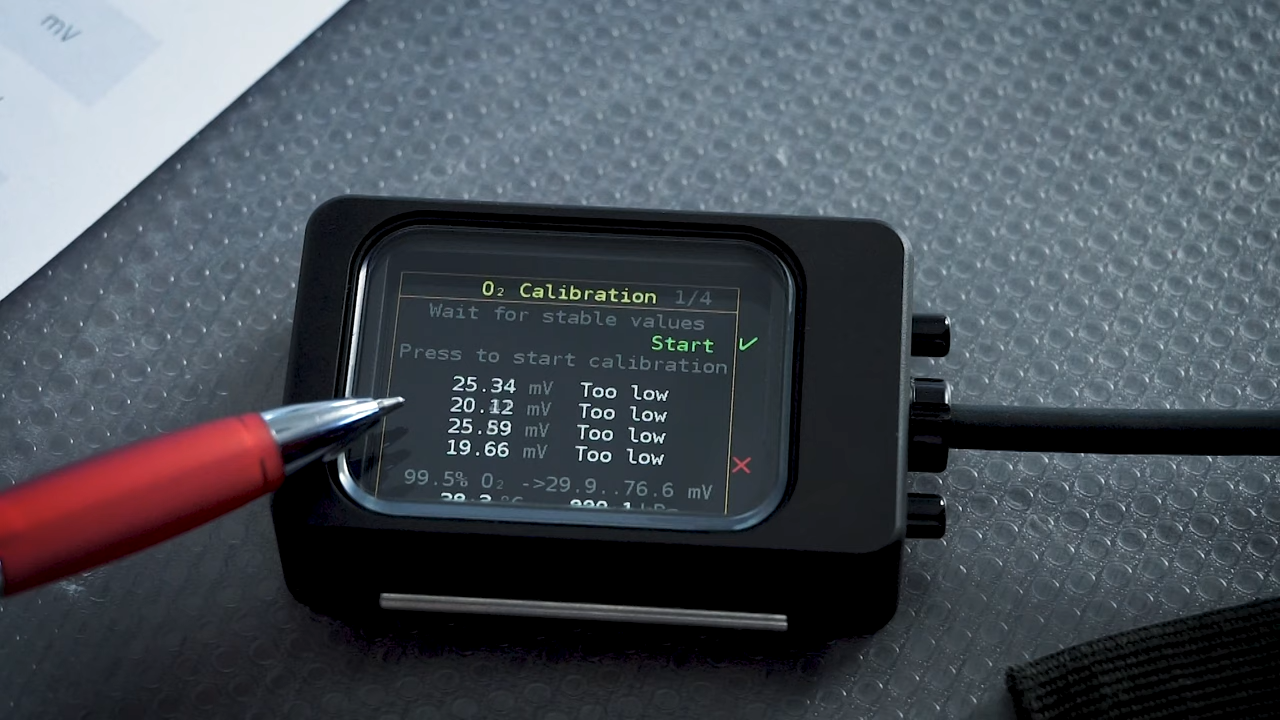 mV
O₂ Calibration 1/4
Wait for stable values
Start ✓
Press to start calibration
25.34 mV Too low
20.12 mV Too low
25.59 mV Too low
19.66 mV Too low
99.5% O₂ ->29.9..76.6 mV